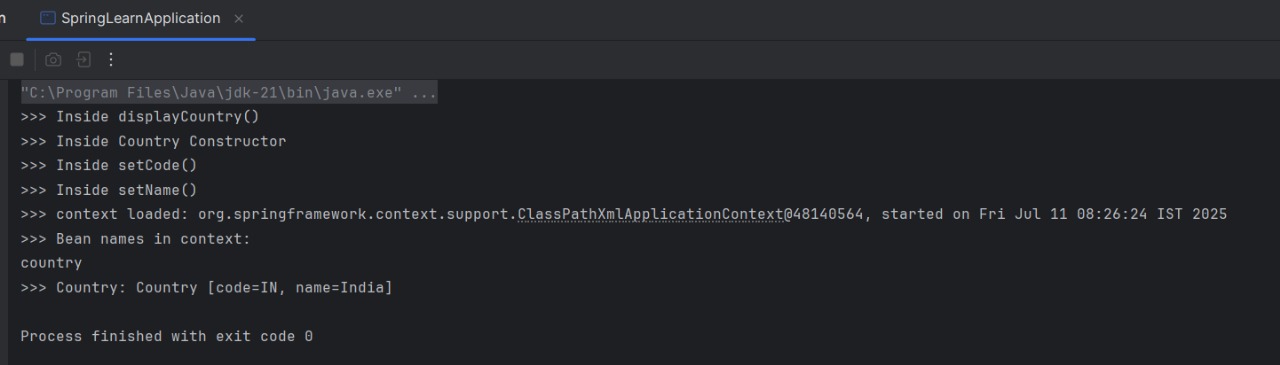 n
SpringLearnApplication
"C:\Program Files\Java\jdk-21\bin\java.exe" ...
>>> Inside displayCountry()
>>> Inside Country Constructor
>>> Inside setCode()
>>> Inside setName()
>>> context loaded: org.springframework.context.support.ClassPathXmlApplicationContext@48140564, started on Fri Jul 11 08:26:24 IST 2025
>>> Bean names in context:
country
>>> Country: Country [code=IN, name=India]
Process finished with exit code 0